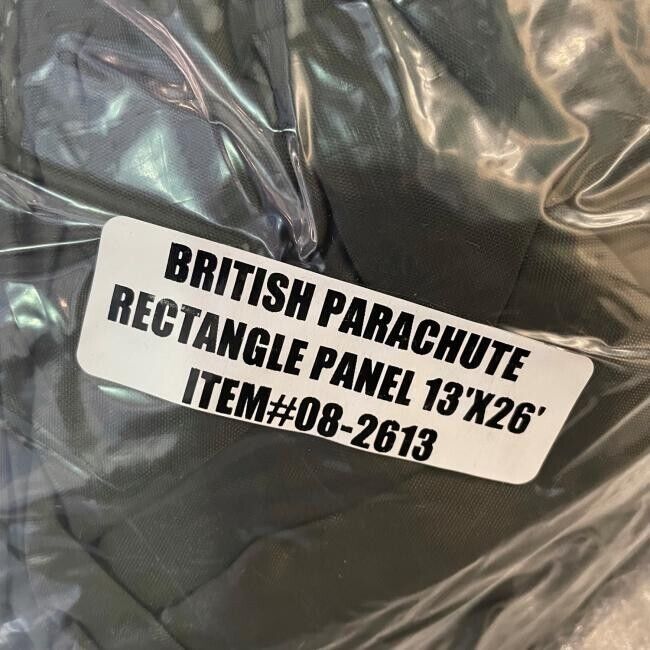 BRITISH PARACHUTE
RECTANGLE PANEL 13'X26'
ITEM#08-2613